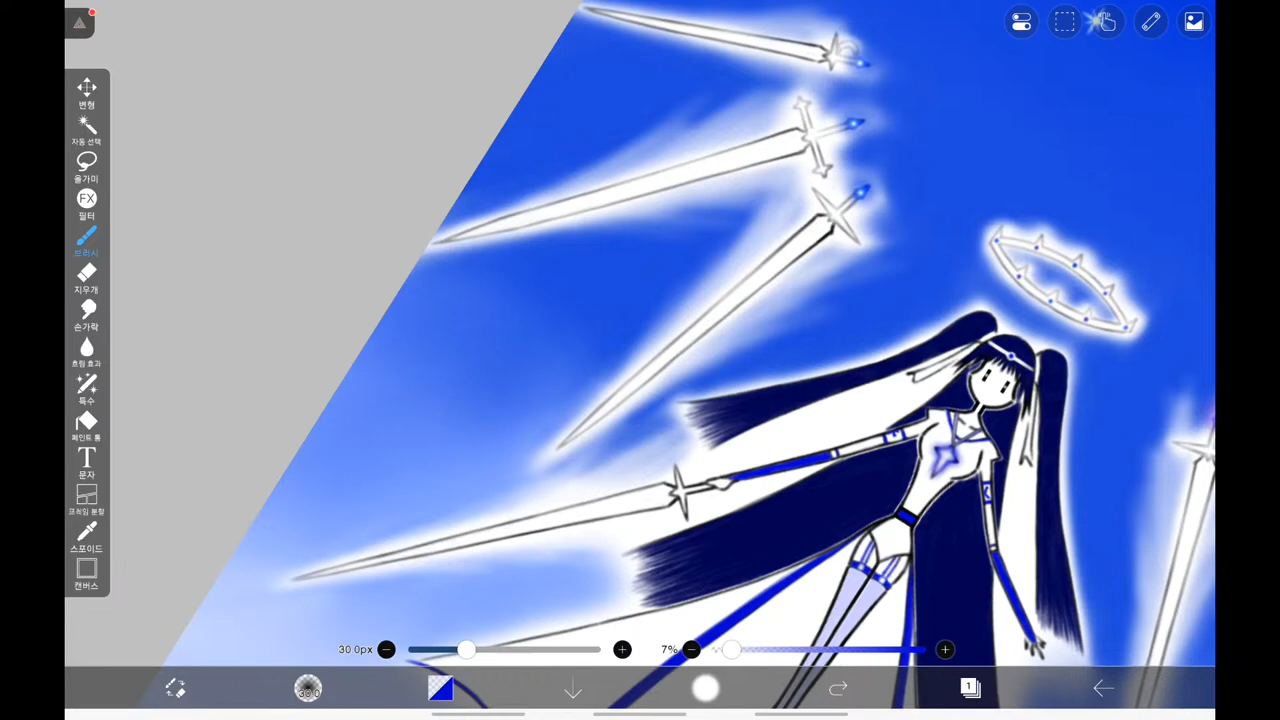 변형
자동 선택
올가미
FX
필터
브러시
지우개
손가락
흐림 효과
특수
페인트 통
T
문자
프레임 분할
스포이드
캔버스
30.0px
7%
30.0
1